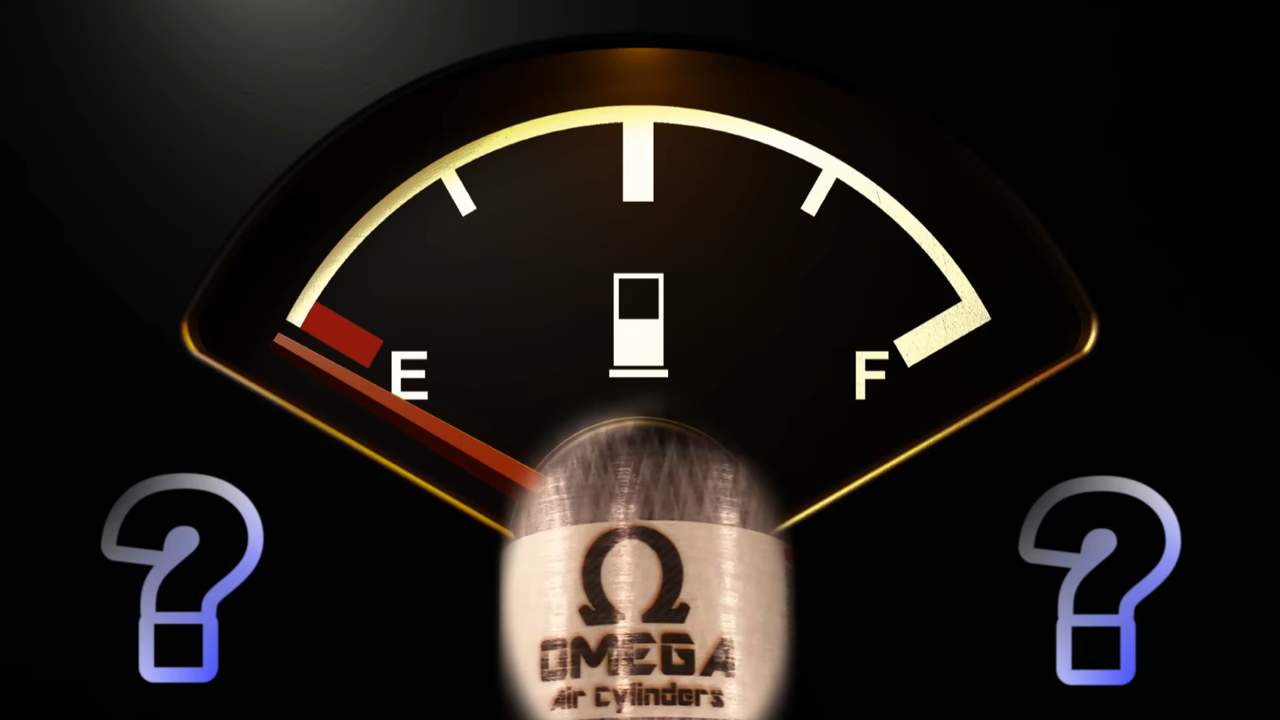 E F
? ?
Ω
OMEGA
Air Cylinders